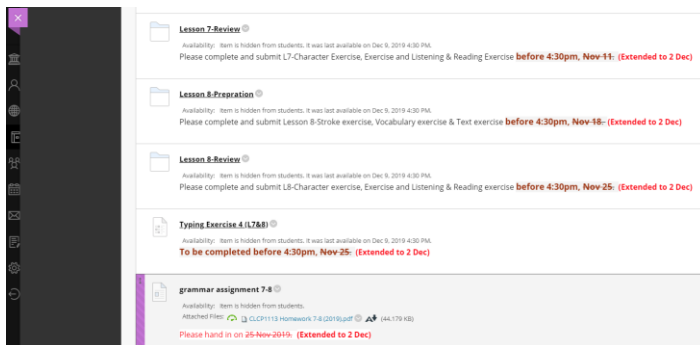 Lesson 7-Review
Availability: Item is hidden from students. It was last available on Dec 9, 2019 4:30 PM.
Please complete and submit L7-Character Exercise, Exercise and Listening & Reading Exercise before 4:30pm, Nov 11. (Extended to 2 Dec)
Lesson 8-Prepration
Availability: Item is hidden from students. It was last available on Dec 9, 2019 4:30 PM.
Please complete and submit Lesson 8-Stroke exercise, Vocabulary exercise & Text exercise before 4:30pm, Nov 18. (Extended to 2 Dec)
Lesson 8-Review
Availability: Item is hidden from students. It was last available on Dec 9, 2019 4:30 PM.
Please complete and submit L8-Character exercise, Exercise and Listening & Reading exercise before 4:30pm, Nov 25. (Extended to 2 Dec)
Typing Exercise 4 (L7&8)
Availability: Item is hidden from students. It was last available on Dec 9, 2019 4:30 PM.
To be completed before 4:30pm, Nov 25. (Extended to 2 Dec)
grammar assignment 7-8
Availability: Item is hidden from students.
Attached Files: CLCP1113 Homework 7-8 (2019).pdf (44.179 KB)
Please hand in on 25 Nov 2019. (Extended to 2 Dec)